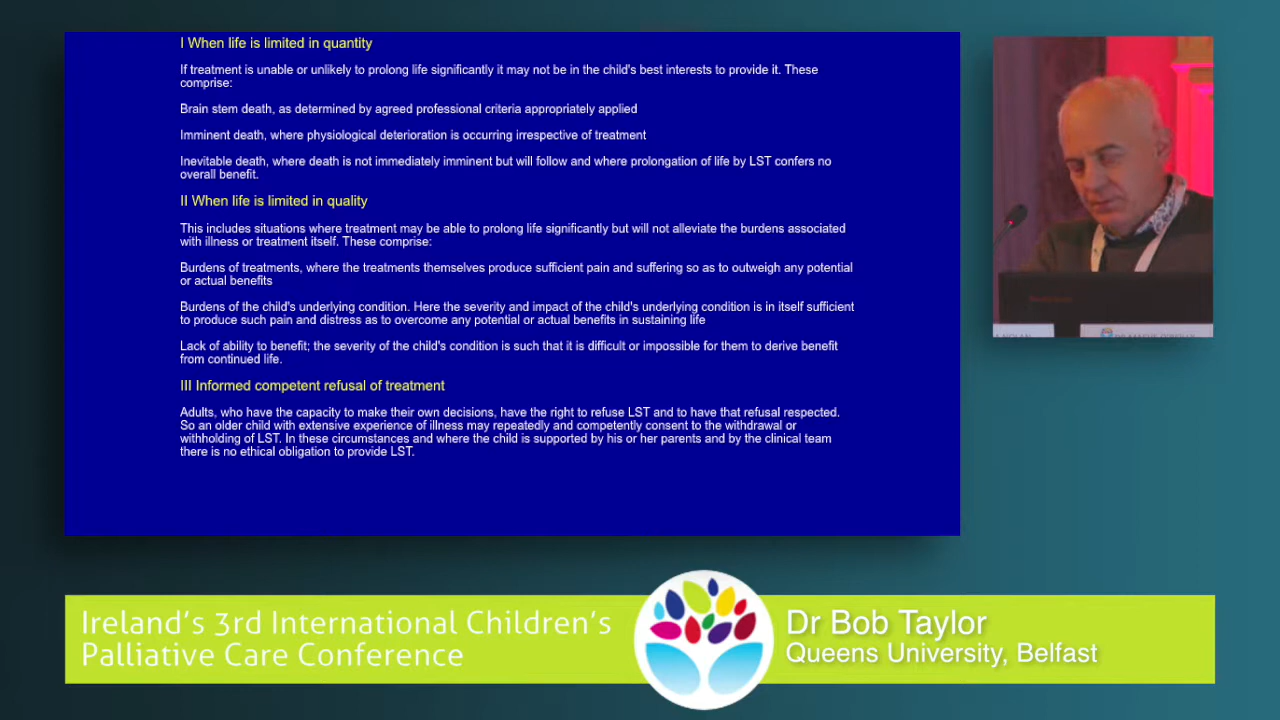 I When life is limited in quantity
If treatment is unable or unlikely to prolong life significantly it may not be in the child's best interests to provide it. These
comprise:
Brain stem death, as determined by agreed professional criteria appropriately applied
Imminent death, where physiological deterioration is occurring irrespective of treatment
Inevitable death, where death is not immediately imminent but will follow and where prolongation of life by LST confers no
overall benefit.
II When life is limited in quality
This includes situations where treatment may be able to prolong life significantly but will not alleviate the burdens associated
with illness or treatment itself. These comprise:
Burdens of treatments, where the treatments themselves produce sufficient pain and suffering so as to outweigh any potential
or actual benefits
Burdens of the child's underlying condition. Here the severity and impact of the child's underlying condition is in itself sufficient
to produce such pain and distress as to overcome any potential or actual benefits in sustaining life
Lack of ability to benefit; the severity of the child's condition is such that it is difficult or impossible for them to derive benefit
from continued life.
III Informed competent refusal of treatment
Adults, who have the capacity to make their own decisions, have the right to refuse LST and to have that refusal respected.
So an older child with extensive experience of illness may repeatedly and competently consent to the withdrawal or
withholding of LST. In these circumstances and where the child is supported by his or her parents and by the clinical team
there is no ethical obligation to provide LST.
Ireland's 3rd International Children's
Palliative Care Conference
Dr Bob Taylor
Queens University, Belfast